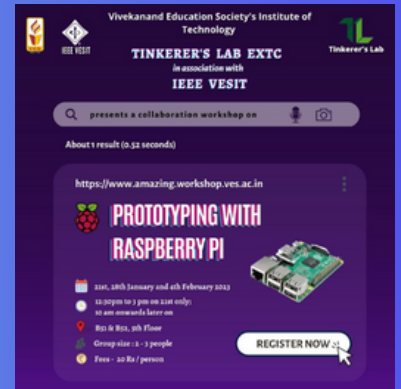 Vivekanand Education Society's Institute of
Technology
IEEE VESIT
Tinkerer's Lab
TINKERER'S LAB EXTC
in association with
IEEE VESIT
presents a collaboration workshop on
About 1 result (0.52 seconds)
https://www.amazing.workshop.ves.ac.in
PROTOTYPING WITH
RASPBERRY PI
21st, 28th January and 4th February 2023
12:30pm to 3 pm on 21st only;
10 am onwards later on
B51 & B52, 5th Floor
Group size : 2 - 3 people
Fees - 20 Rs / person
REGISTER NOW